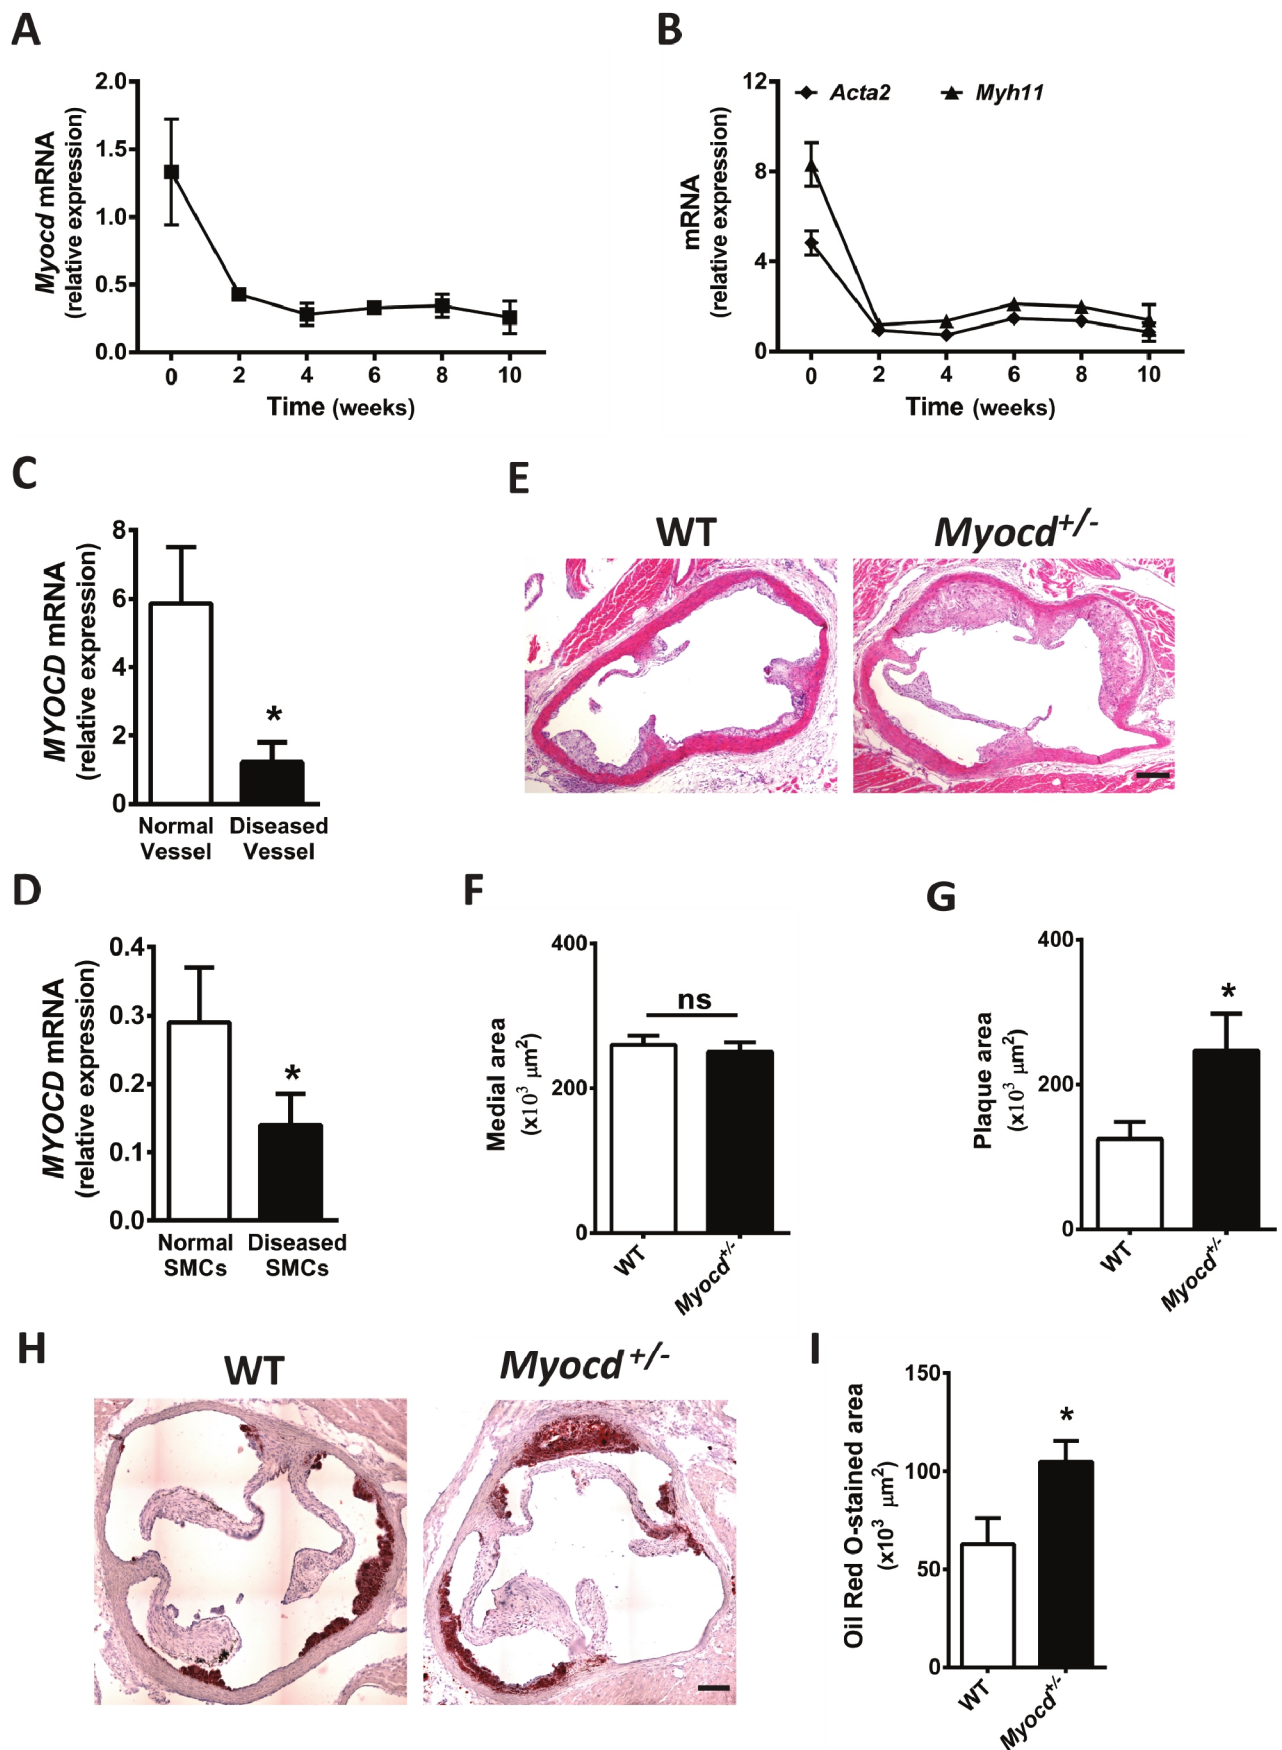 A
Myocd mRNA
(relative expression)
2.0
1.5
1.0
0.5
0.0
0 2 4 6 8 10
Time (weeks)
B
mRNA
(relative expression)
12
8
4
0
Acta2 Myh11
0 2 4 6 8 10
Time (weeks)
C
MYOCD mRNA
(relative expression)
8
6
4
2
0
*
Normal Diseased
Vessel Vessel
E
WT Myocd+/-
D
MYOCD mRNA
(relative expression)
0.4
0.3
0.2
0.1
0.0
*
Normal Diseased
SMCs SMCs
F
Medial area
(x10³ µm²)
400
200
0
ns
WT Myocd+/-
G
Plaque area
(x10³ µm²)
400
200
0
*
WT Myocd+/-
H
WT Myocd+/-
I
Oil Red O-stained area
(x10³ µm²)
150
100
50
0
*
WT Myocd+/-